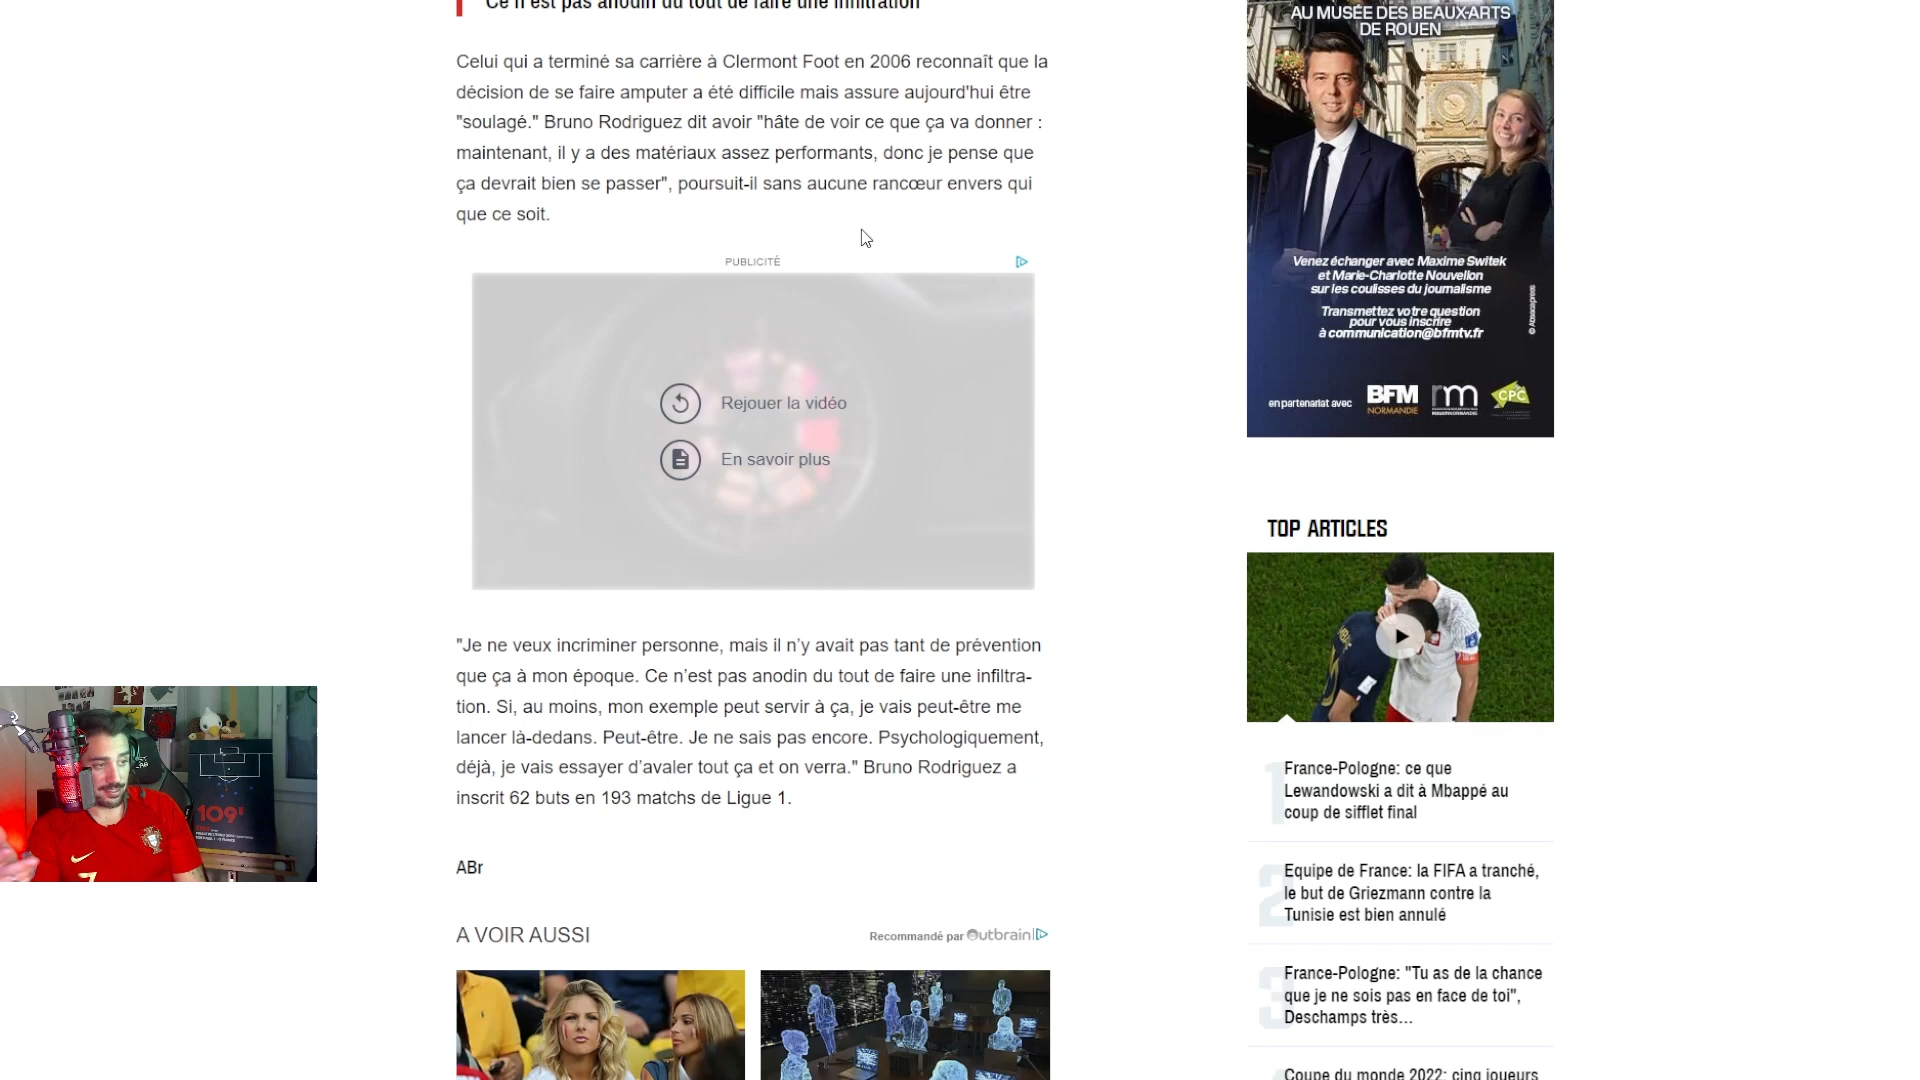 Ce n'est pas anodin du tout de faire une infiltration
Celui qui a terminé sa carrière à Clermont Foot en 2006 reconnaît que la
décision de se faire amputer a été difficile mais assure aujourd'hui être
"soulagé." Bruno Rodriguez dit avoir "hâte de voir ce que ça va donner :
maintenant, il y a des matériaux assez performants, donc je pense que
ça devrait bien se passer", poursuit-il sans aucune rancœur envers qui
que ce soit.
PUBLICITÉ
Rejouer la vidéo
En savoir plus
"Je ne veux incriminer personne, mais il n’y avait pas tant de prévention
que ça à mon époque. Ce n’est pas anodin du tout de faire une infiltra-
tion. Si, au moins, mon exemple peut servir à ça, je vais peut-être me
lancer là-dedans. Peut-être. Je ne sais pas encore. Psychologiquement,
déjà, je vais essayer d’avaler tout ça et on verra." Bruno Rodriguez a
inscrit 62 buts en 193 matchs de Ligue 1.
ABr
A VOIR AUSSI
Recommandé par Outbrain
AU MUSÉE DES BEAUX-ARTS
DE ROUEN
Venez échanger avec Maxime Switek
et Marie-Charlotte Nouvellon
sur les coulisses du journalisme
Transmettez votre question
pour vous inscrire
à communication@bfmtv.fr
© Abacapress
en partenariat avec
BFM
NORMANDIE
rm
CPC
TOP ARTICLES
1
France-Pologne: ce que
Lewandowski a dit à Mbappé au
coup de sifflet final
2
Equipe de France: la FIFA a tranché,
le but de Griezmann contre la
Tunisie est bien annulé
3
France-Pologne: "Tu as de la chance
que je ne sois pas en face de toi",
Deschamps très...
Coupe du monde 2022: cinq joueurs
109'
7